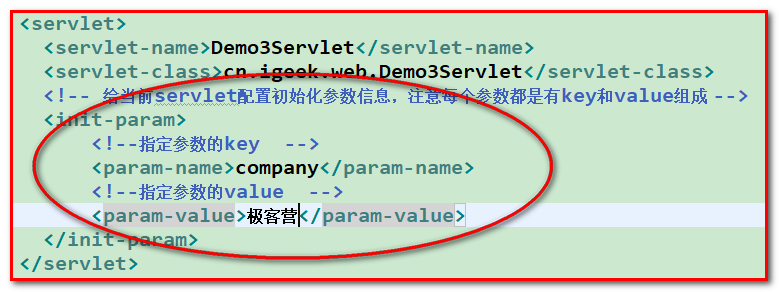 <servlet>
<servlet-name>Demo3Servlet</servlet-name>
<servlet-class>cn.igeek.web.Demo3Servlet</servlet-class>
<!-- 给当前servlet配置初始化参数信息，注意每个参数都是有key和value组成 -->
<init-param>
<!--指定参数的key  -->
<param-name>company</param-name>
<!--指定参数的value  -->
<param-value>极客营</param-value>
</init-param>
</servlet>